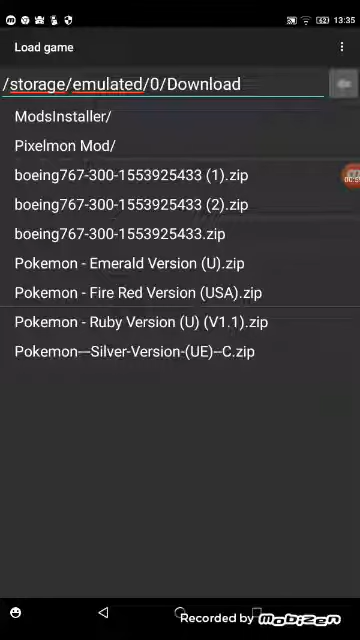 62 13:35
Load game
/storage/emulated/0/Download
ModsInstaller/
Pixelmon Mod/
boeing767-300-1553925433 (1).zip
boeing767-300-1553925433 (2).zip
boeing767-300-1553925433.zip
Pokemon - Emerald Version (U).zip
Pokemon - Fire Red Version (USA).zip
Pokemon - Ruby Version (U) (V1.1).zip
Pokemon---Silver-Version-(UE)--C.zip
Recorded by Mobizen